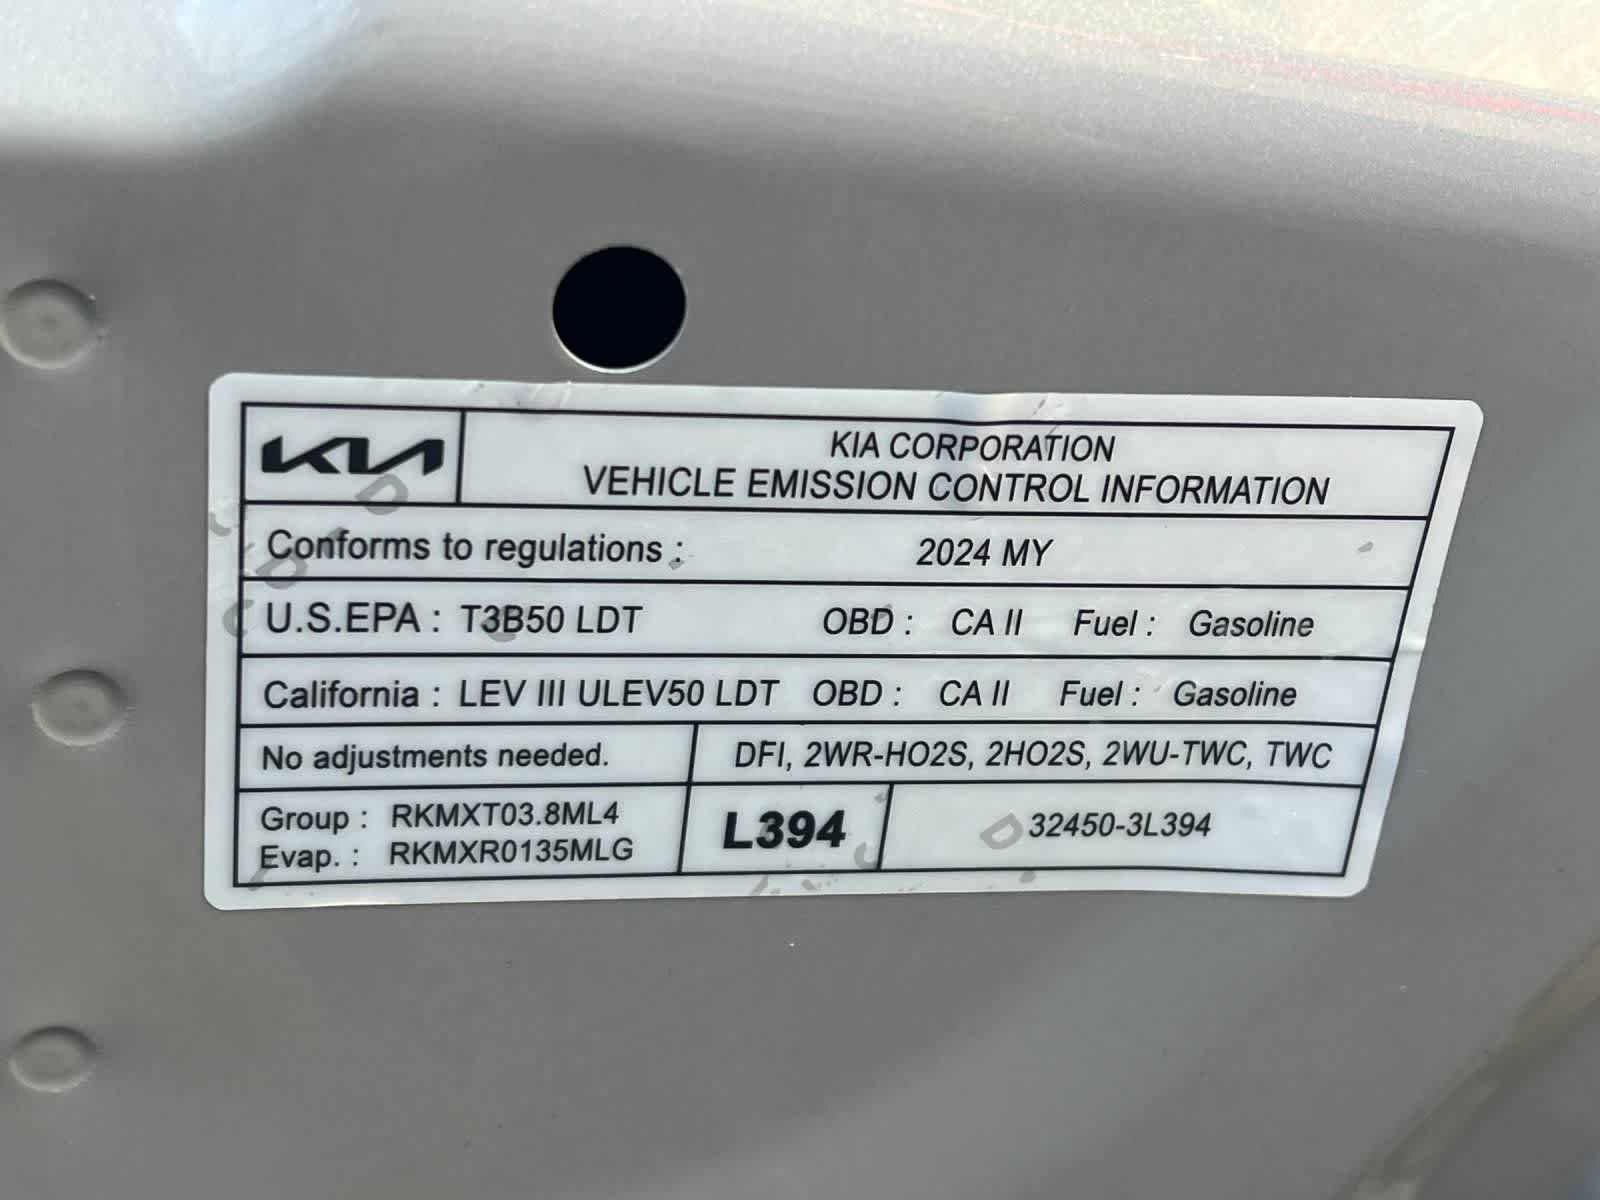 KIA
KIA CORPORATION
VEHICLE EMISSION CONTROL INFORMATION
Conforms to regulations : 2024 MY
U.S.EPA : T3B50 LDT OBD : CA II Fuel : Gasoline
California : LEV III ULEV50 LDT OBD : CA II Fuel : Gasoline
No adjustments needed. DFI, 2WR-HO2S, 2HO2S, 2WU-TWC, TWC
Group : RKMXT03.8ML4
Evap. : RKMXR0135MLG
L394
32450-3L394